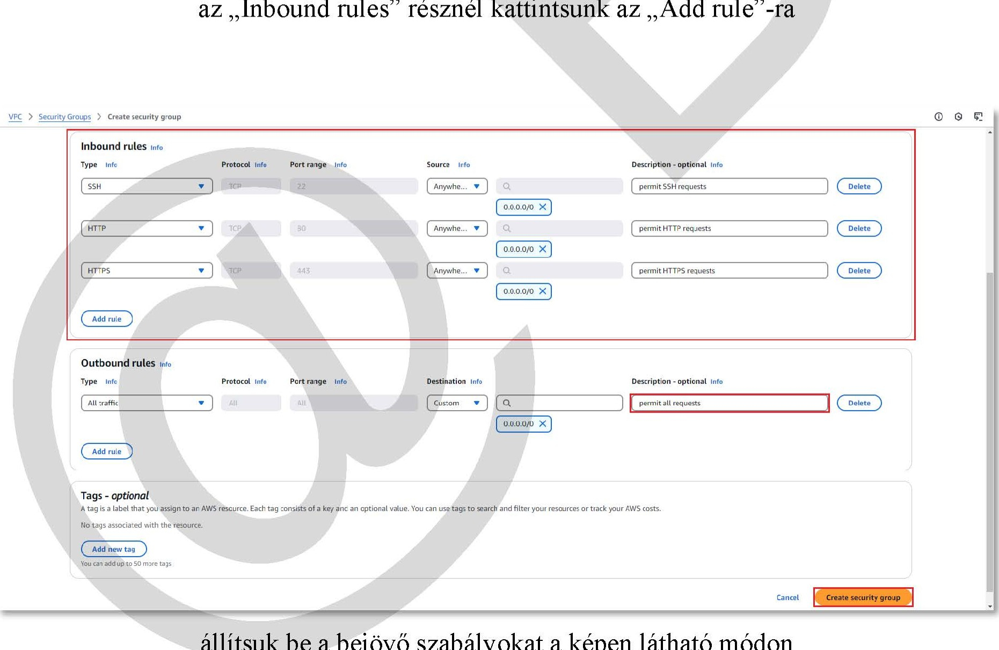 az „Inbound rules” résznél kattintsunk az „Add rule”-ra
VPC > Security Groups > Create security group
Inbound rules Info
Type Info Protocol Info Port range Info Source Info Description - optional Info
SSH TCP 22 Anywhe... permit SSH requests Delete
0.0.0.0/0
HTTP TCP 80 Anywhe... permit HTTP requests Delete
0.0.0.0/0
HTTPS TCP 443 Anywhe... permit HTTPS requests Delete
0.0.0.0/0
Add rule
Outbound rules Info
Type Info Protocol Info Port range Info Destination Info Description - optional Info
All traffic All All Custom permit all requests Delete
0.0.0.0/0
Add rule
Tags - optional
A tag is a label that you assign to an AWS resource. Each tag consists of a key and an optional value. You can use tags to search and filter your resources or track your AWS costs.
No tags associated with the resource.
Add new tag
You can add up to 50 more tags
Cancel Create security group
állítsuk be a bejövő szabályokat a képen látható módon